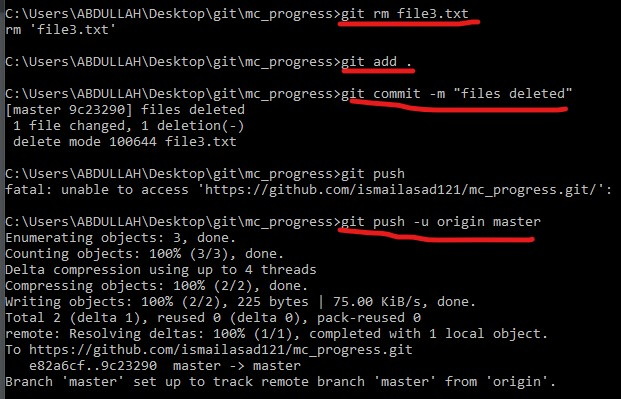 C:\Users\ABDULLAH\Desktop\git\mc_progress>git rm file3.txt
rm 'file3.txt'
C:\Users\ABDULLAH\Desktop\git\mc_progress>git add .
C:\Users\ABDULLAH\Desktop\git\mc_progress>git commit -m "files deleted"
[master 9c23290] files deleted
 1 file changed, 1 deletion(-)
 delete mode 100644 file3.txt
C:\Users\ABDULLAH\Desktop\git\mc_progress>git push
fatal: unable to access 'https://github.com/ismailasad121/mc_progress.git/':
C:\Users\ABDULLAH\Desktop\git\mc_progress>git push -u origin master
Enumerating objects: 3, done.
Counting objects: 100% (3/3), done.
Delta compression using up to 4 threads
Compressing objects: 100% (2/2), done.
Writing objects: 100% (2/2), 225 bytes | 75.00 KiB/s, done.
Total 2 (delta 1), reused 0 (delta 0), pack-reused 0
remote: Resolving deltas: 100% (1/1), completed with 1 local object.
To https://github.com/ismailasad121/mc_progress.git
   e82a6cf..9c23290  master -> master
Branch 'master' set up to track remote branch 'master' from 'origin'.